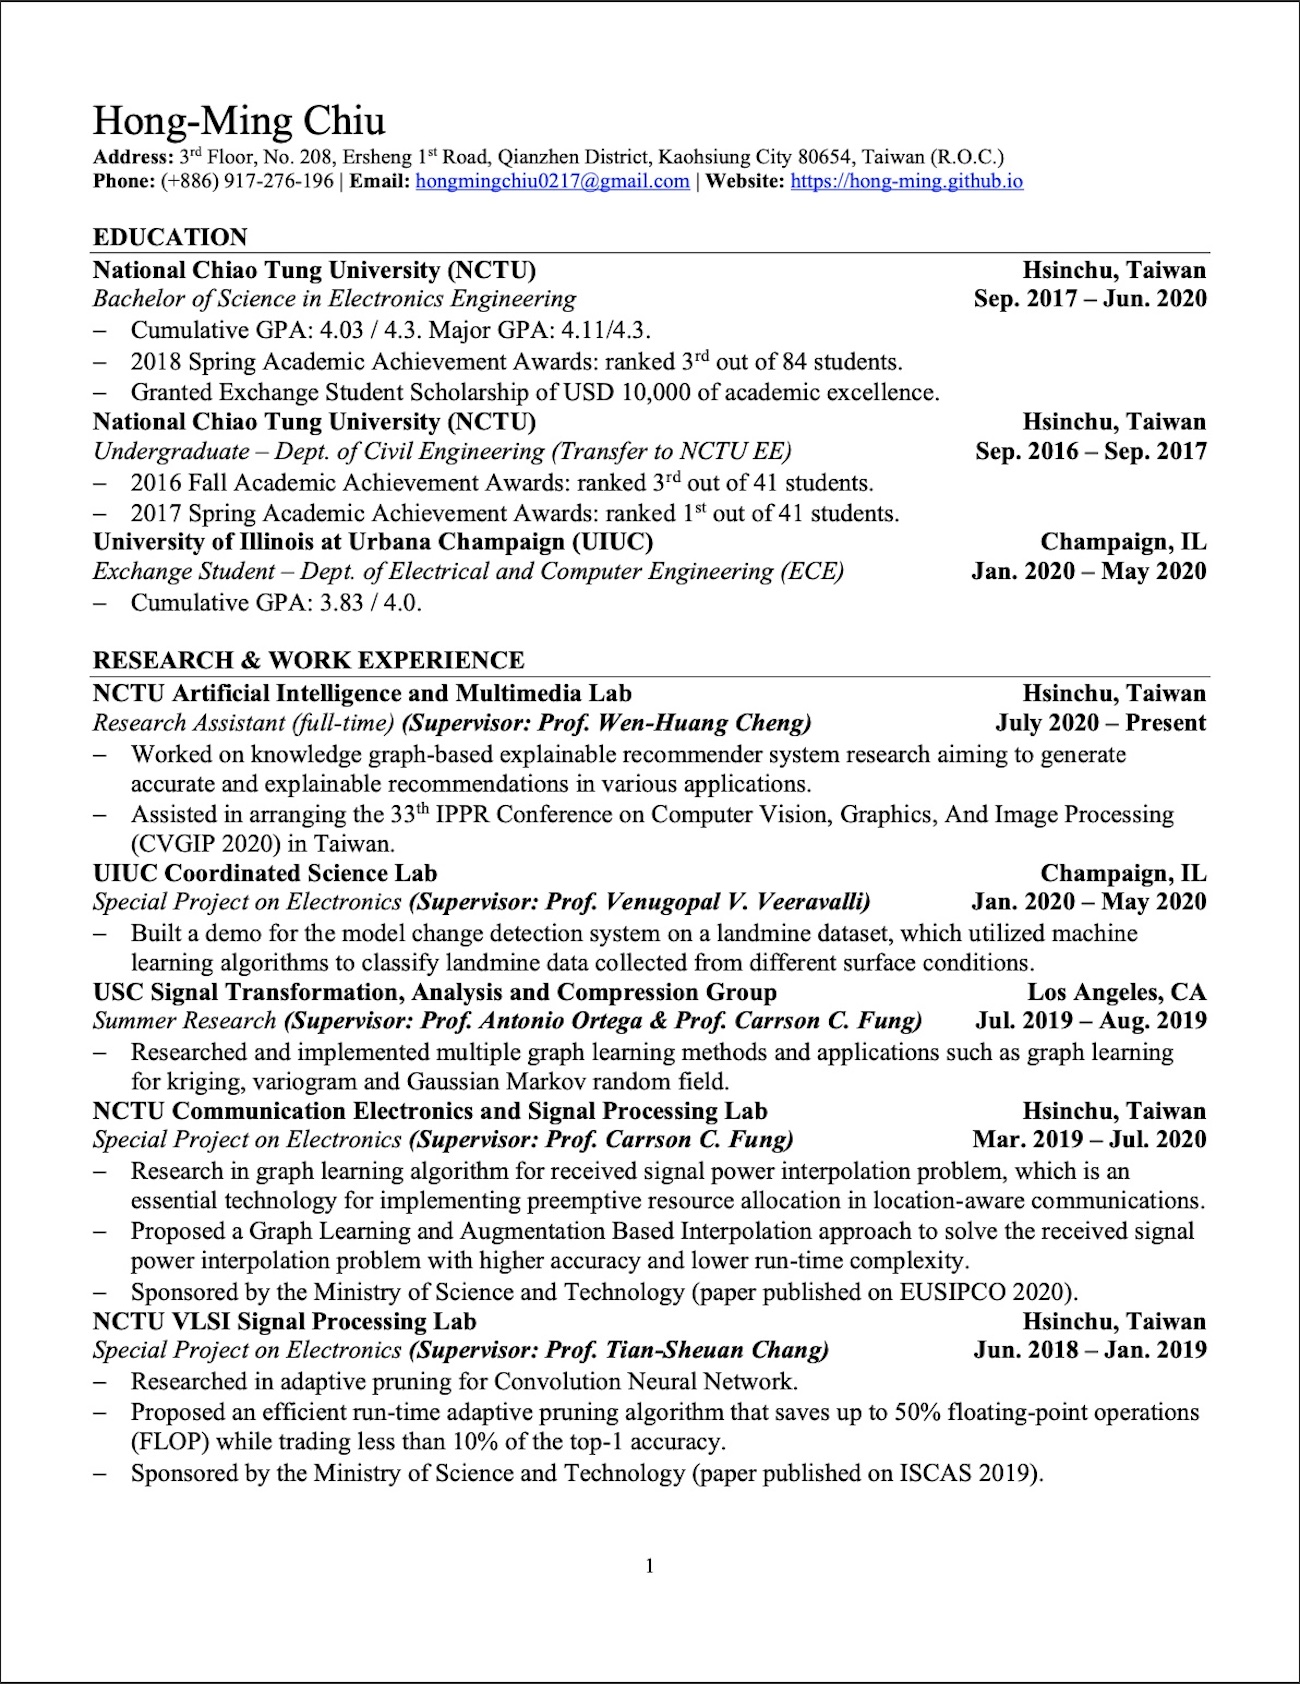 Hong-Ming Chiu
Address: 3rd Floor, No. 208, Ersheng 1st Road, Qianzhen District, Kaohsiung City 80654, Taiwan (R.O.C.)
Phone: (+886) 917-276-196 | Email: hongmingchiu0217@gmail.com | Website: https://hong-ming.github.io
EDUCATION
National Chiao Tung University (NCTU) Hsinchu, Taiwan
Bachelor of Science in Electronics Engineering Sep. 2017 – Jun. 2020
– Cumulative GPA: 4.03 / 4.3. Major GPA: 4.11/4.3.
– 2018 Spring Academic Achievement Awards: ranked 3rd out of 84 students.
– Granted Exchange Student Scholarship of USD 10,000 of academic excellence.
National Chiao Tung University (NCTU) Hsinchu, Taiwan
Undergraduate – Dept. of Civil Engineering (Transfer to NCTU EE) Sep. 2016 – Sep. 2017
– 2016 Fall Academic Achievement Awards: ranked 3rd out of 41 students.
– 2017 Spring Academic Achievement Awards: ranked 1st out of 41 students.
University of Illinois at Urbana Champaign (UIUC) Champaign, IL
Exchange Student – Dept. of Electrical and Computer Engineering (ECE) Jan. 2020 – May 2020
– Cumulative GPA: 3.83 / 4.0.
RESEARCH & WORK EXPERIENCE
NCTU Artificial Intelligence and Multimedia Lab Hsinchu, Taiwan
Research Assistant (full-time) (Supervisor: Prof. Wen-Huang Cheng) July 2020 – Present
– Worked on knowledge graph-based explainable recommender system research aiming to generate
accurate and explainable recommendations in various applications.
– Assisted in arranging the 33th IPPR Conference on Computer Vision, Graphics, And Image Processing
(CVGIP 2020) in Taiwan.
UIUC Coordinated Science Lab Champaign, IL
Special Project on Electronics (Supervisor: Prof. Venugopal V. Veeravalli) Jan. 2020 – May 2020
– Built a demo for the model change detection system on a landmine dataset, which utilized machine
learning algorithms to classify landmine data collected from different surface conditions.
USC Signal Transformation, Analysis and Compression Group Los Angeles, CA
Summer Research (Supervisor: Prof. Antonio Ortega & Prof. Carrson C. Fung) Jul. 2019 – Aug. 2019
– Researched and implemented multiple graph learning methods and applications such as graph learning
for kriging, variogram and Gaussian Markov random field.
NCTU Communication Electronics and Signal Processing Lab Hsinchu, Taiwan
Special Project on Electronics (Supervisor: Prof. Carrson C. Fung) Mar. 2019 – Jul. 2020
– Research in graph learning algorithm for received signal power interpolation problem, which is an
essential technology for implementing preemptive resource allocation in location-aware communications.
– Proposed a Graph Learning and Augmentation Based Interpolation approach to solve the received signal
power interpolation problem with higher accuracy and lower run-time complexity.
– Sponsored by the Ministry of Science and Technology (paper published on EUSIPCO 2020).
NCTU VLSI Signal Processing Lab Hsinchu, Taiwan
Special Project on Electronics (Supervisor: Prof. Tian-Sheuan Chang) Jun. 2018 – Jan. 2019
– Researched in adaptive pruning for Convolution Neural Network.
– Proposed an efficient run-time adaptive pruning algorithm that saves up to 50% floating-point operations
(FLOP) while trading less than 10% of the top-1 accuracy.
– Sponsored by the Ministry of Science and Technology (paper published on ISCAS 2019).
1